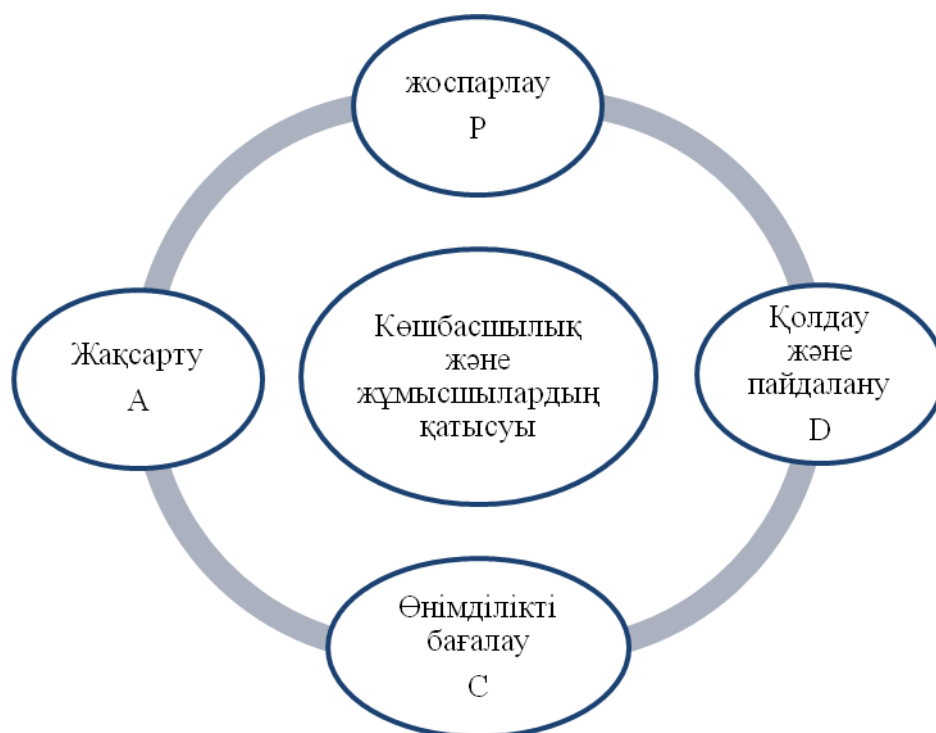 жоспарлау
P
Жақсарту
A
Көшбасшылық
және
жұмысшылардың
қатысуы
Қолдау
және
пайдалану
D
Өнімділікті
бағалау
C